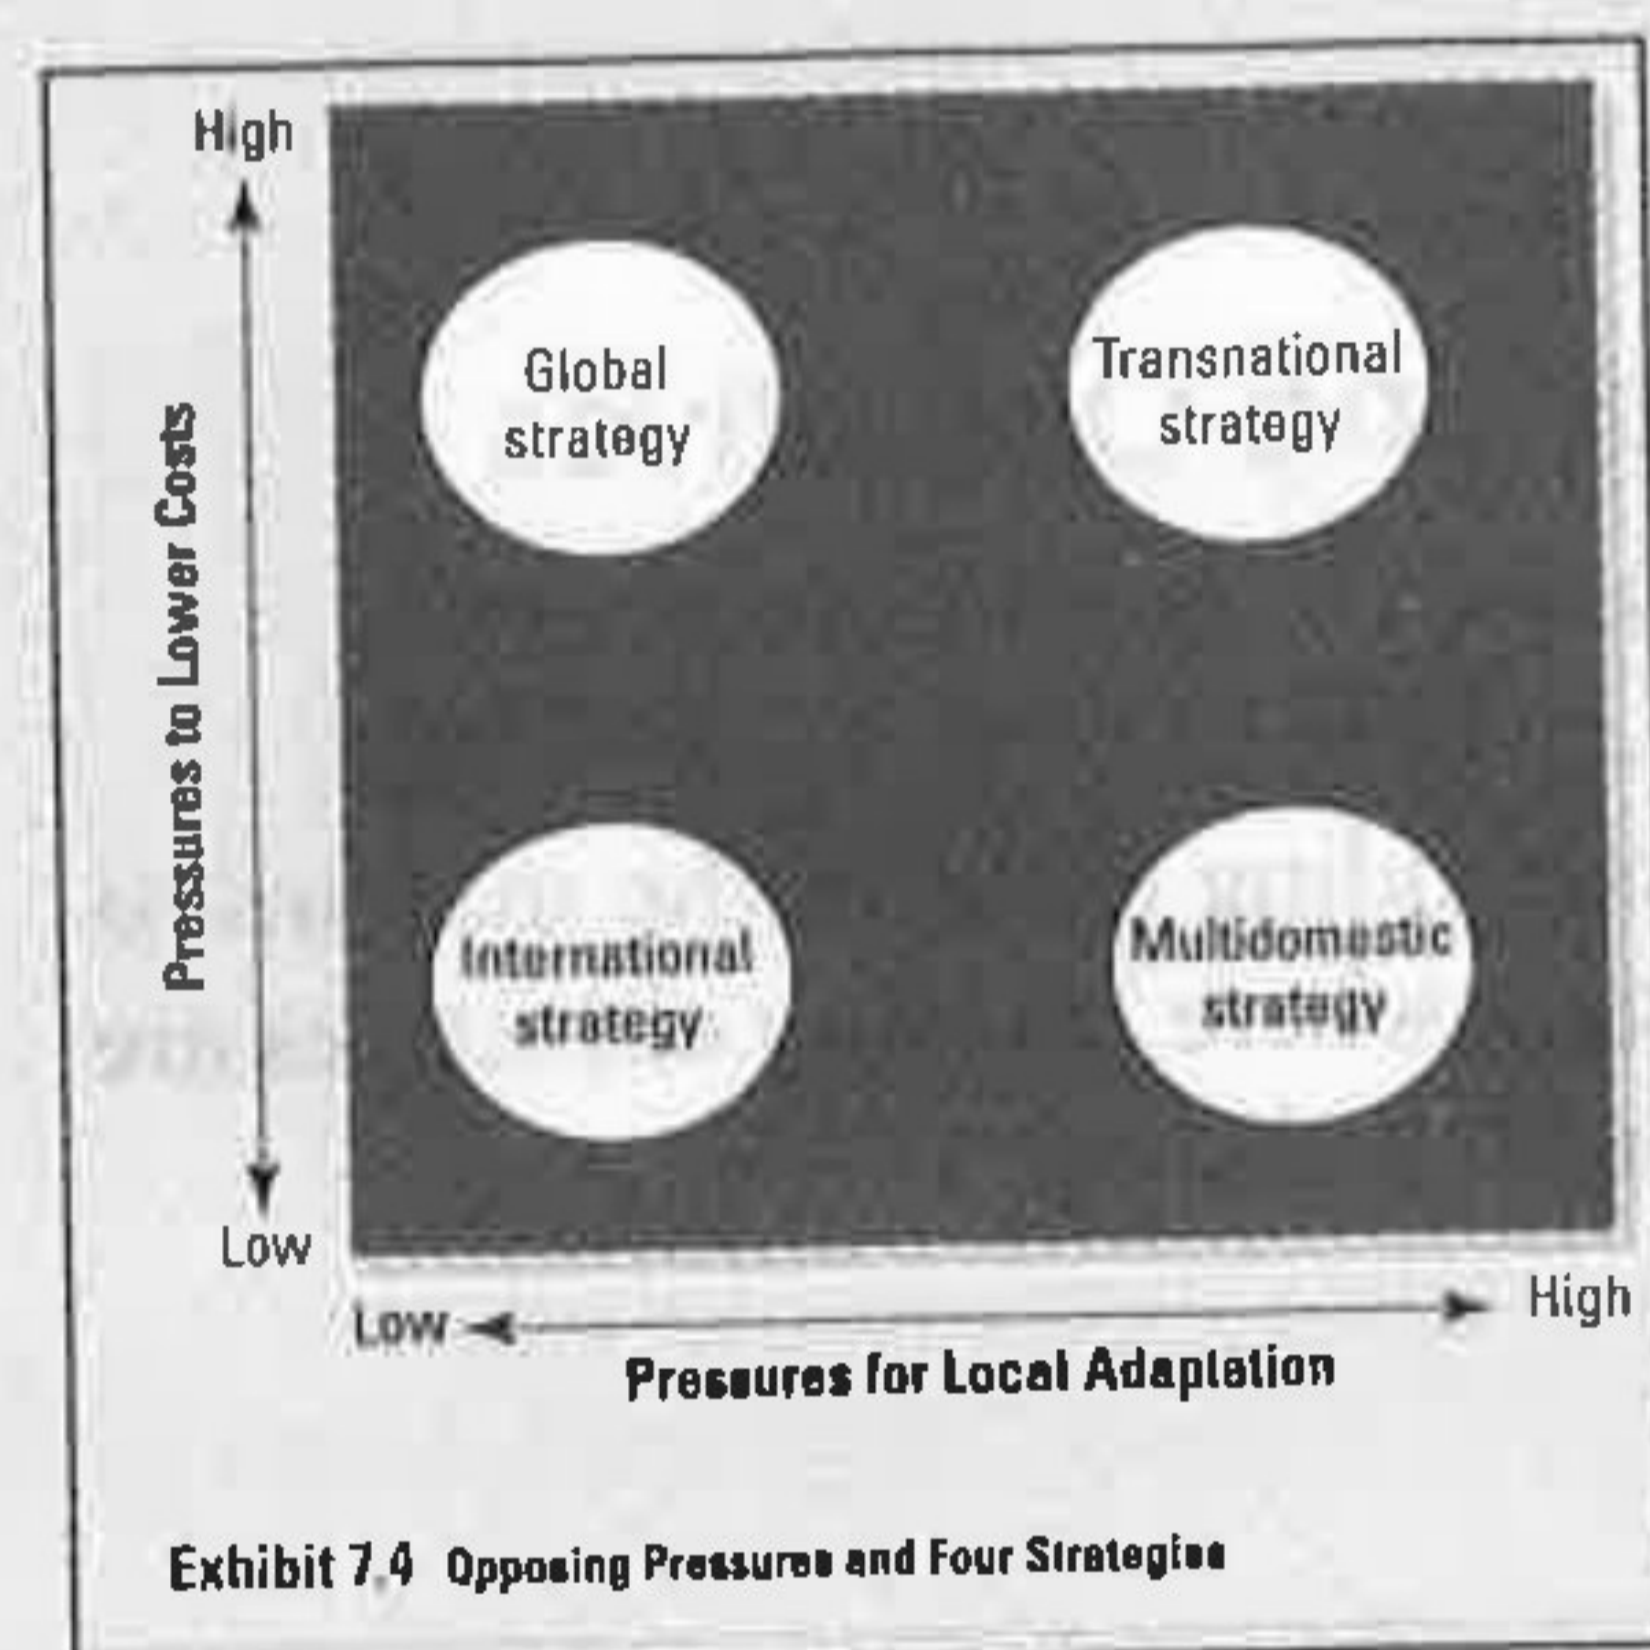 High
Global
strategy
Transnational
strategy
Pressures to Lower Costs
International
strategy
Multidomestic
strategy
Low
Low
High
Pressures for Local Adaptation
Exhibit 7.4 Opposing Pressures and Four Strategies